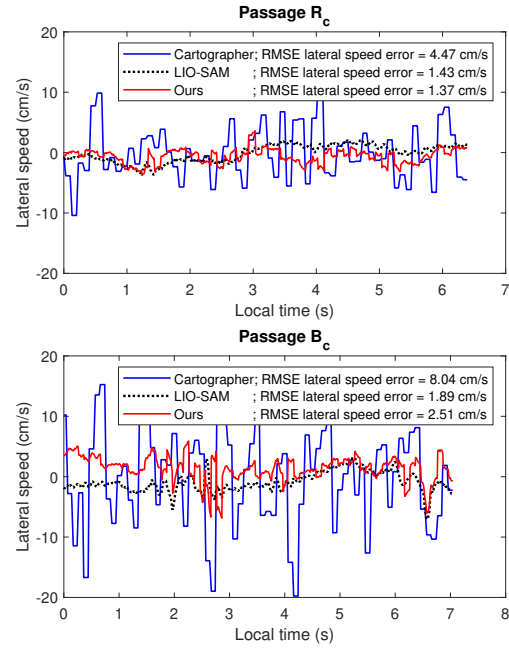 Passage R_c
Cartographer; RMSE lateral speed error = 4.47 cm/s
LIO-SAM ; RMSE lateral speed error = 1.43 cm/s
Ours ; RMSE lateral speed error = 1.37 cm/s
Lateral speed (cm/s)
20
10
0
-10
-20
0 1 2 3 4 5 6 7
Local time (s)
Passage B_c
Cartographer; RMSE lateral speed error = 8.04 cm/s
LIO-SAM ; RMSE lateral speed error = 1.89 cm/s
Ours ; RMSE lateral speed error = 2.51 cm/s
Lateral speed (cm/s)
20
10
0
-10
-20
0 1 2 3 4 5 6 7 8
Local time (s)